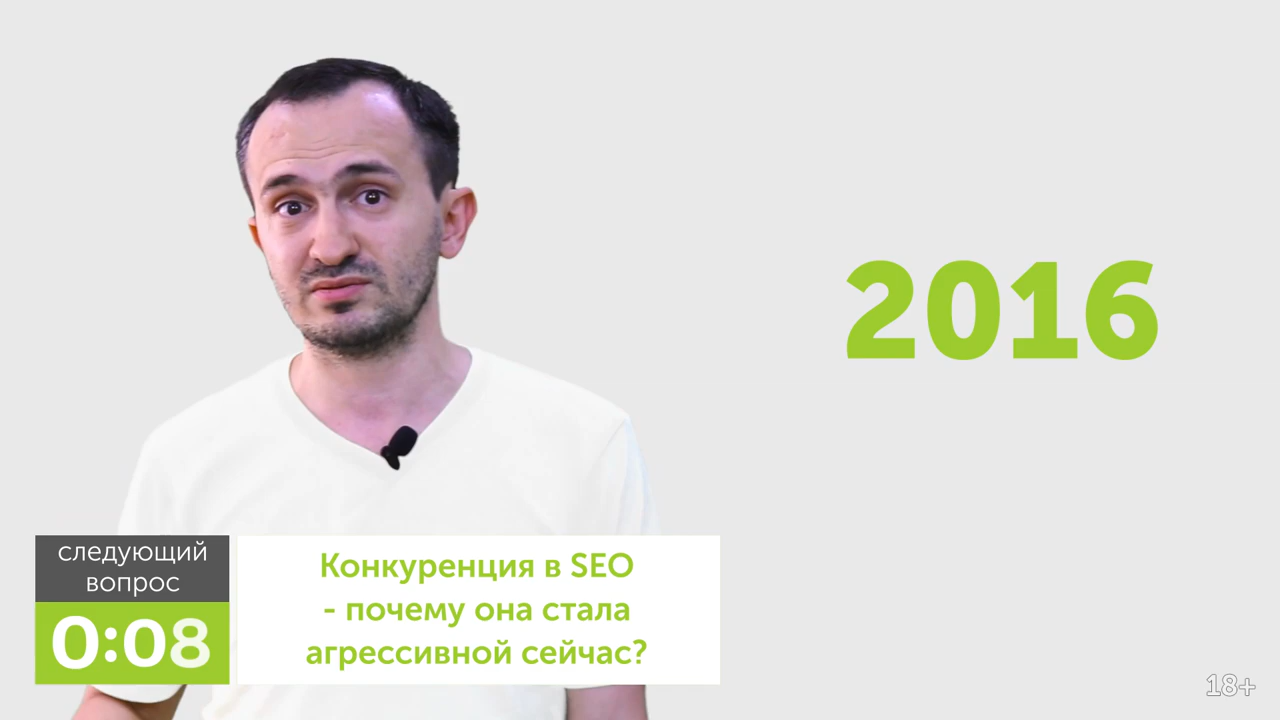 2016
следующий
вопрос
0:08
Конкуренция в SEO
- почему она стала
агрессивной сейчас?
18+